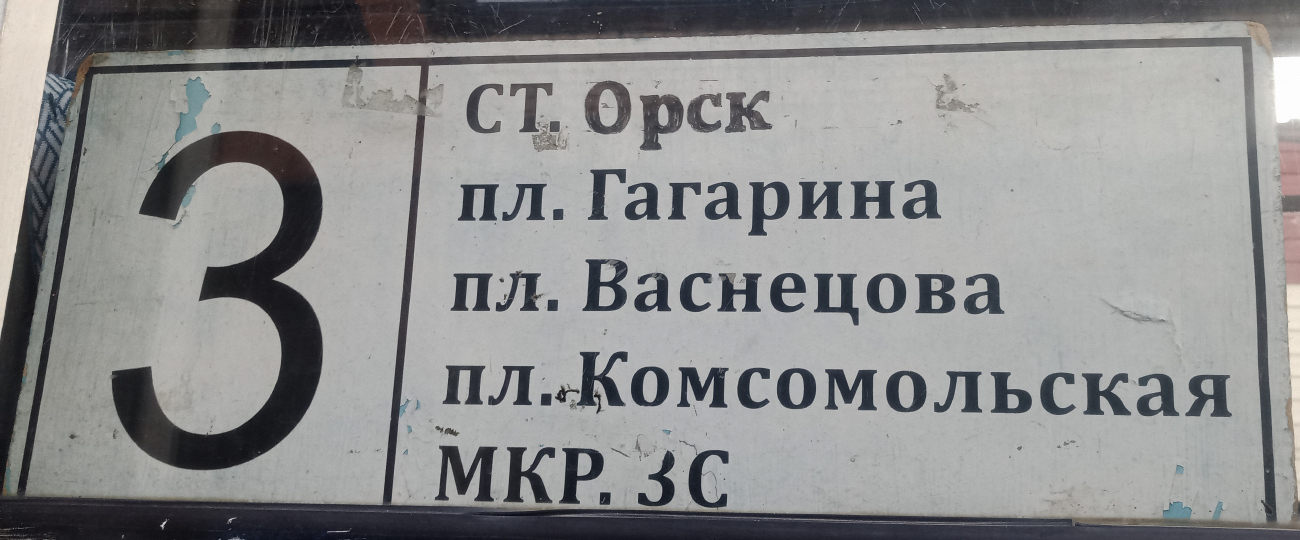 3
СТ. Орск
пл. Гагарина
пл. Васнецова
пл. Комсомольская
МКР. 3С